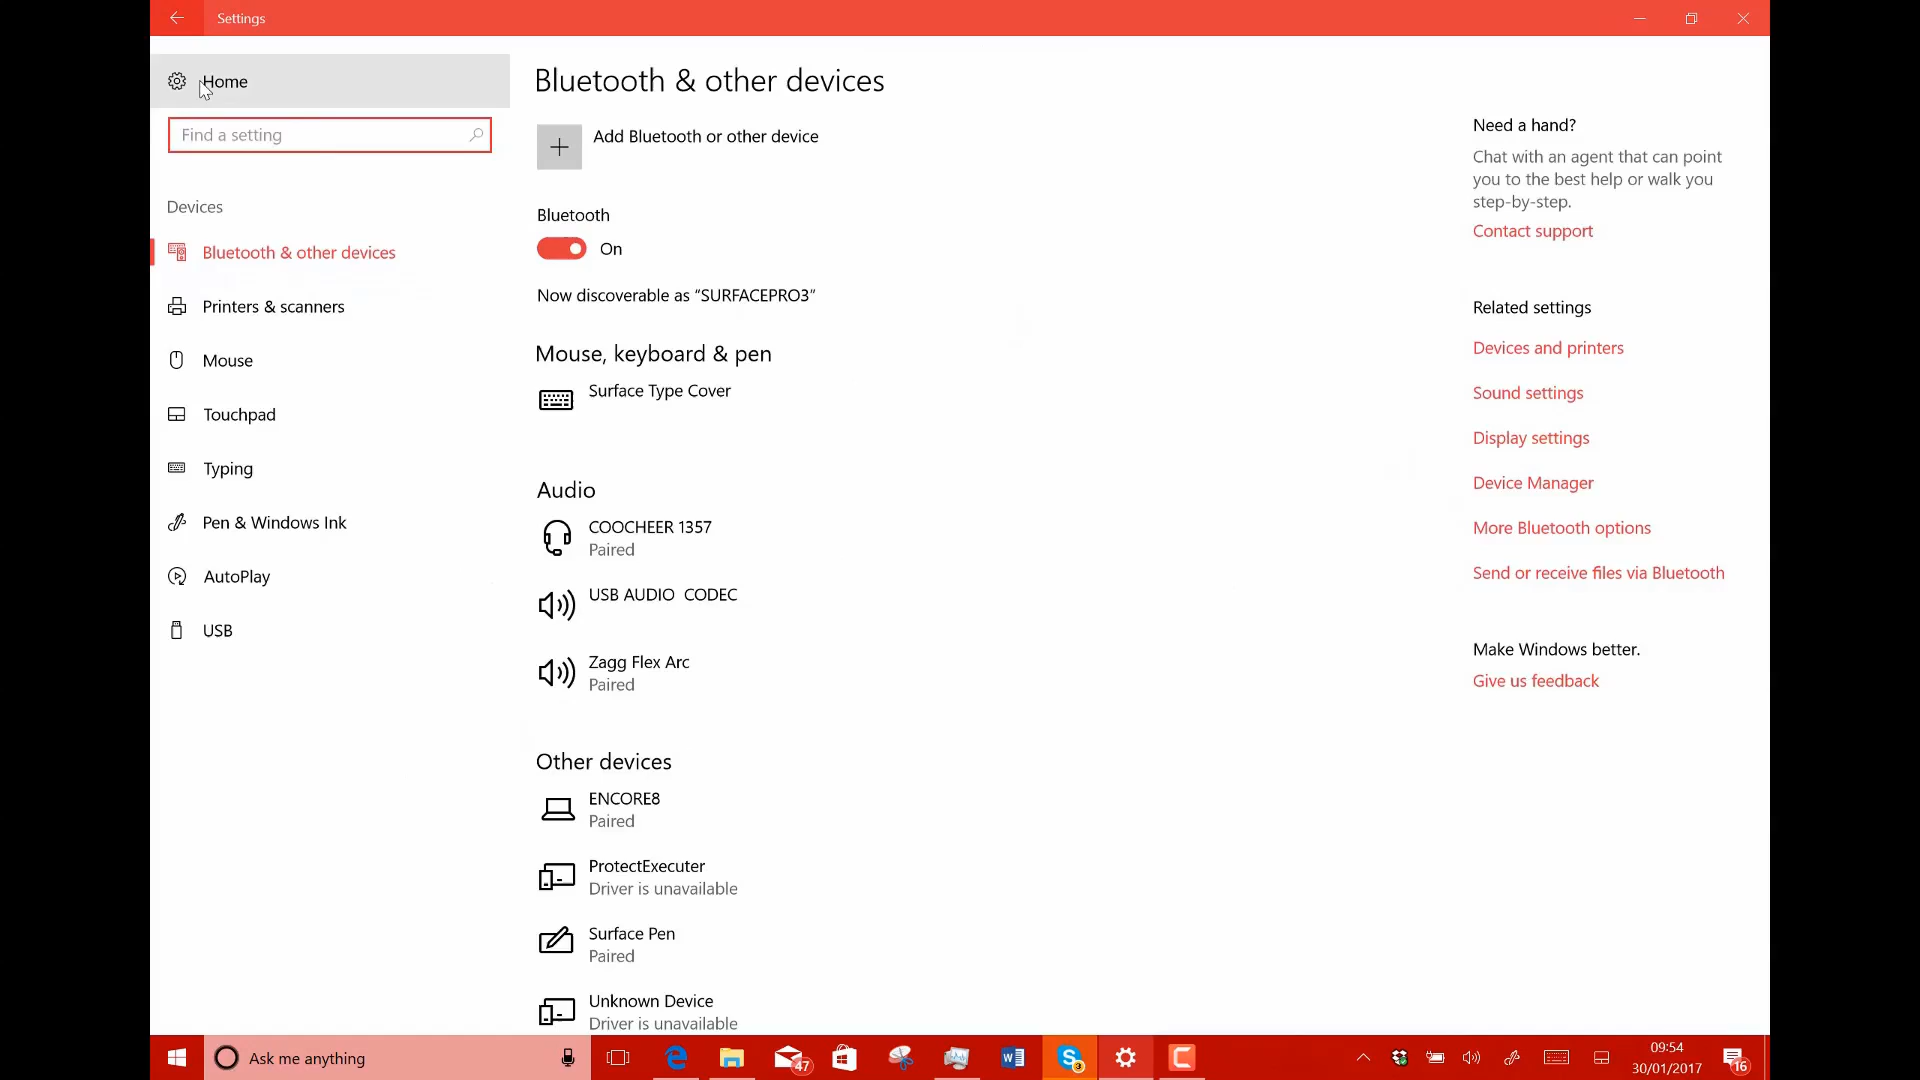 Settings
Home
Find a setting
Devices
Bluetooth & other devices
Printers & scanners
Mouse
Touchpad
Typing
Pen & Windows Ink
AutoPlay
USB
Bluetooth & other devices
Add Bluetooth or other device
Bluetooth
On
Now discoverable as “SURFACEPRO3”
Mouse, keyboard & pen
Surface Type Cover
Audio
COOCHEER 1357
Paired
USB AUDIO  CODEC
Zagg Flex Arc
Paired
Other devices
ENCORE8
Paired
ProtectExecuter
Driver is unavailable
Surface Pen
Paired
Unknown Device
Driver is unavailable
Need a hand?
Chat with an agent that can point
you to the best help or walk you
step-by-step.
Contact support
Related settings
Devices and printers
Sound settings
Display settings
Device Manager
More Bluetooth options
Send or receive files via Bluetooth
Make Windows better.
Give us feedback
Ask me anything
47
09:54
30/01/2017
16